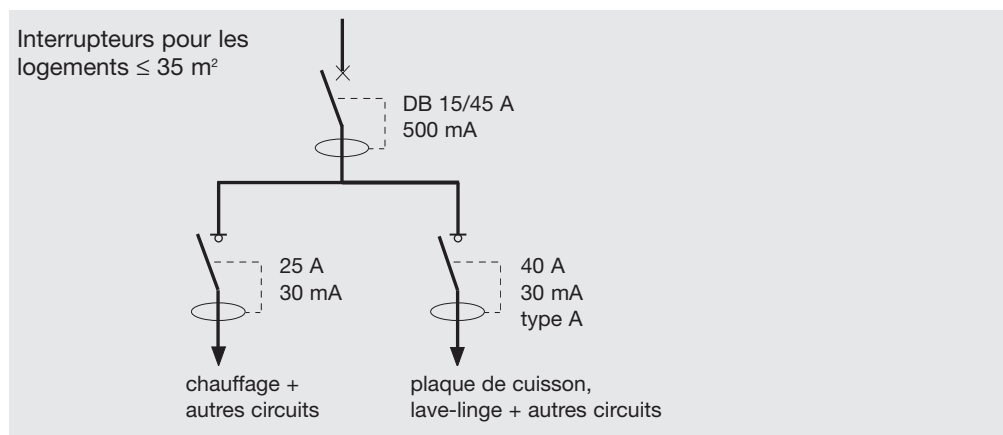 Interrupteurs pour les
logements ≤ 35 m²
DB 15/45 A
500 mA
25 A
30 mA
40 A
30 mA
type A
chauffage +
autres circuits
plaque de cuisson,
lave-linge + autres circuits